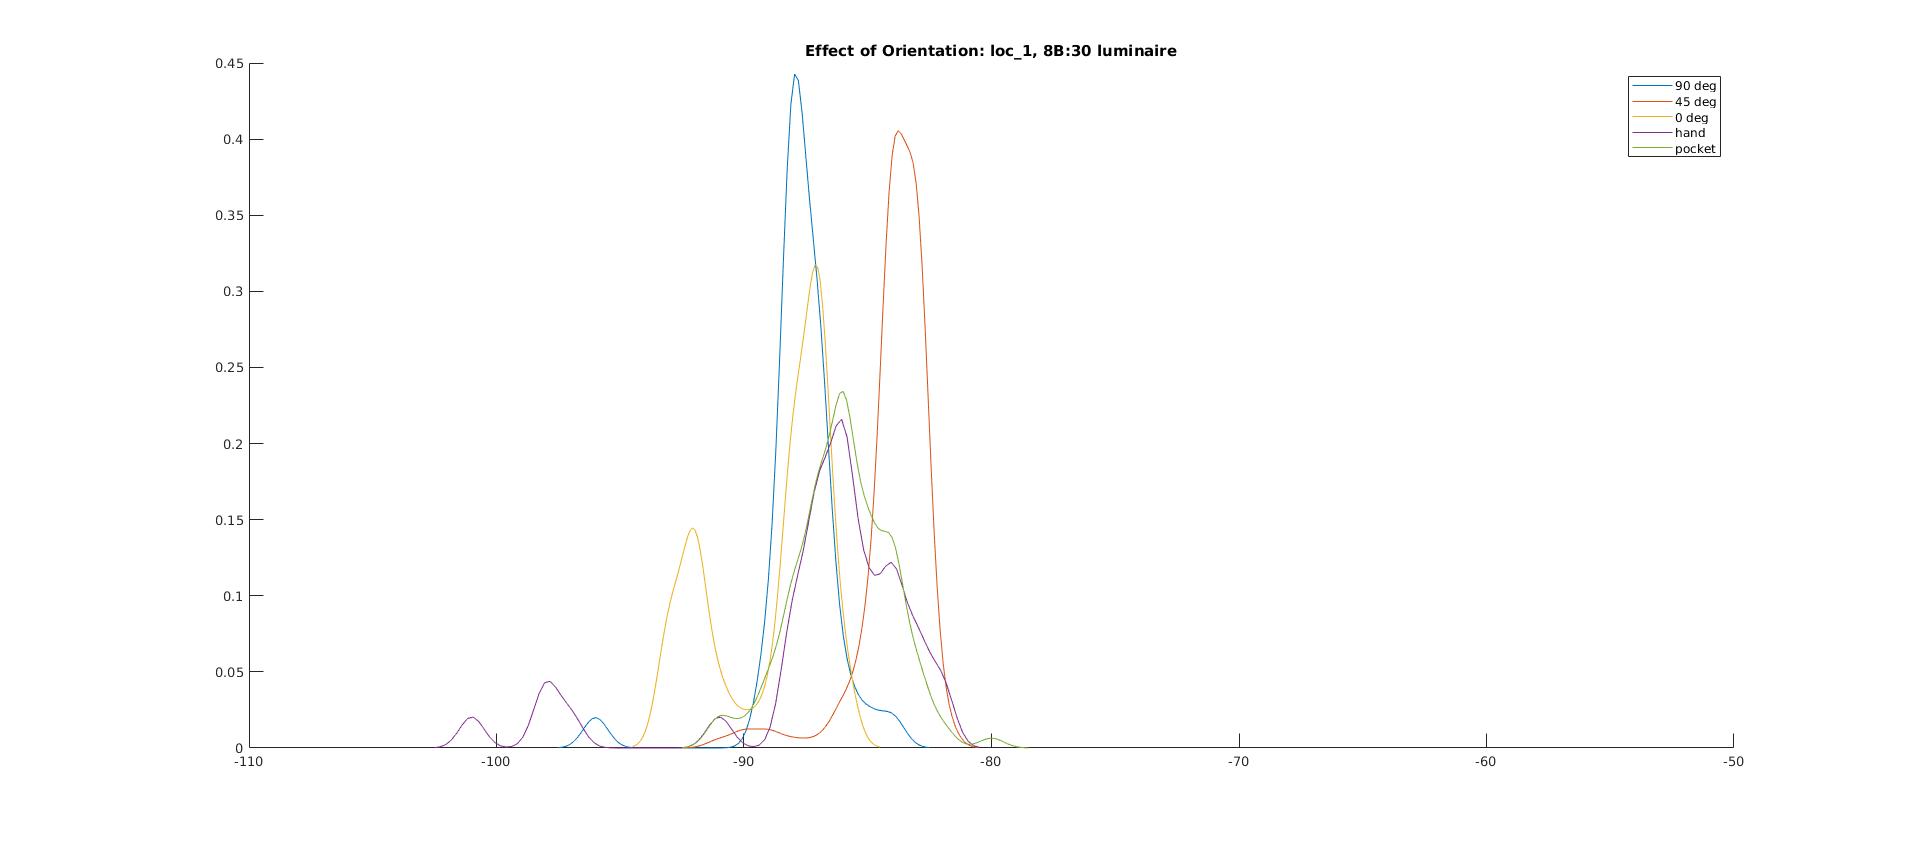 Effect of Orientation: loc_1, 8B:30 luminaire
0.45
0.4
0.35
0.3
0.25
0.2
0.15
0.1
0.05
0
-110
-100
-90
-80
-70
-60
-50
90 deg
45 deg
0 deg
hand
pocket